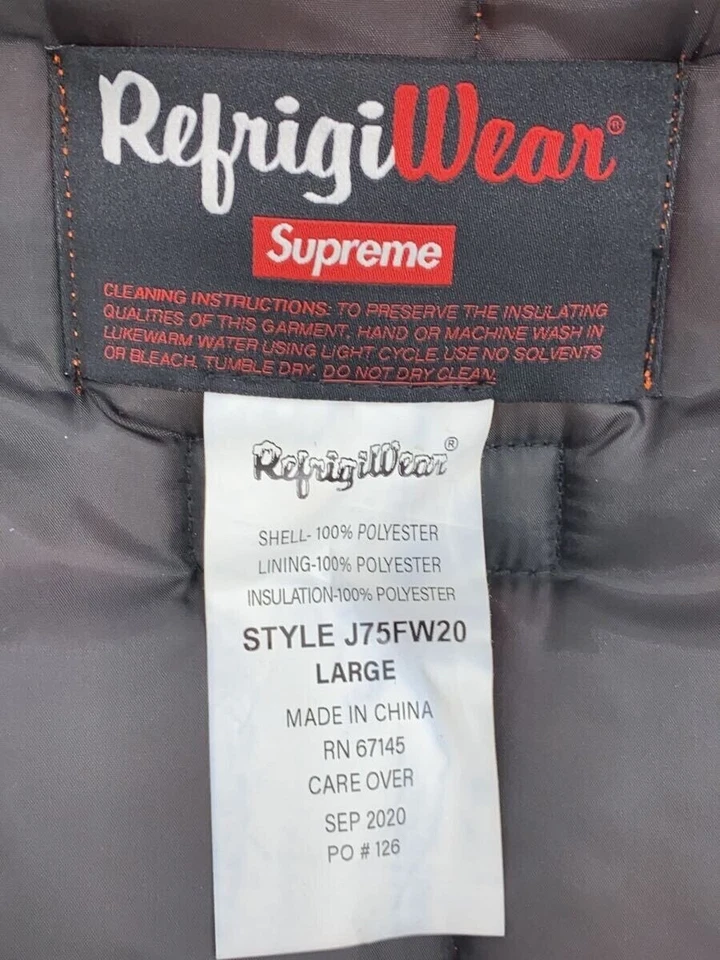 RefrigiWear®
Supreme
CLEANING INSTRUCTIONS: TO PRESERVE THE INSULATING
QUALITIES OF THIS GARMENT, HAND OR MACHINE WASH IN
LUKEWARM WATER USING LIGHT CYCLE. USE NO SOLVENTS
OR BLEACH. TUMBLE DRY. DO NOT DRY CLEAN.
RefrigiWear®
SHELL- 100% POLYESTER
LINING-100% POLYESTER
INSULATION-100% POLYESTER
STYLE J75FW20
LARGE
MADE IN CHINA
RN 67145
CARE OVER
SEP 2020
PO # 126